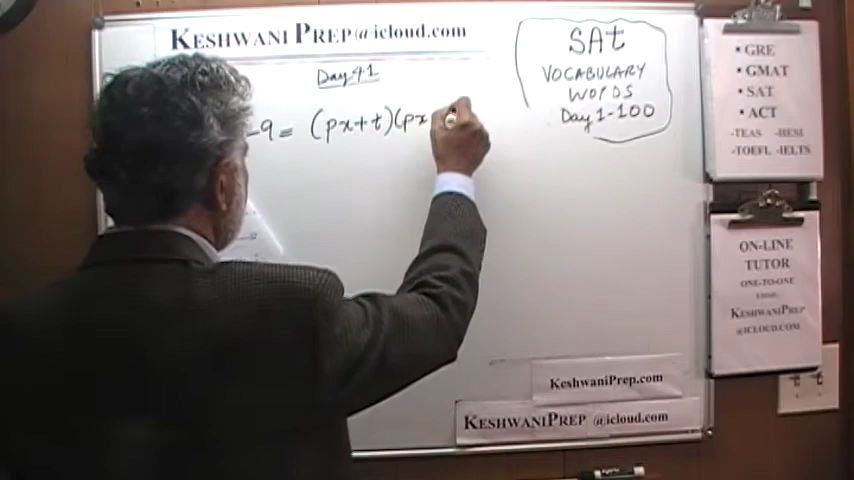 KESHWANI PREP @icloud.com
Day 41
-9 = (px+t)(px
SAt
VOCABULARY
WORDS
Day 1-100
• GRE
• GMAT
• SAT
• ACT
-TEAS -HESI
-TOEFL -IELTS
ON-LINE
TUTOR
ONE-TO-ONE
KESHWANIPREP
@ICLOUD.COM
KeshwaniPrep.com
KESHWANIPREP @icloud.com